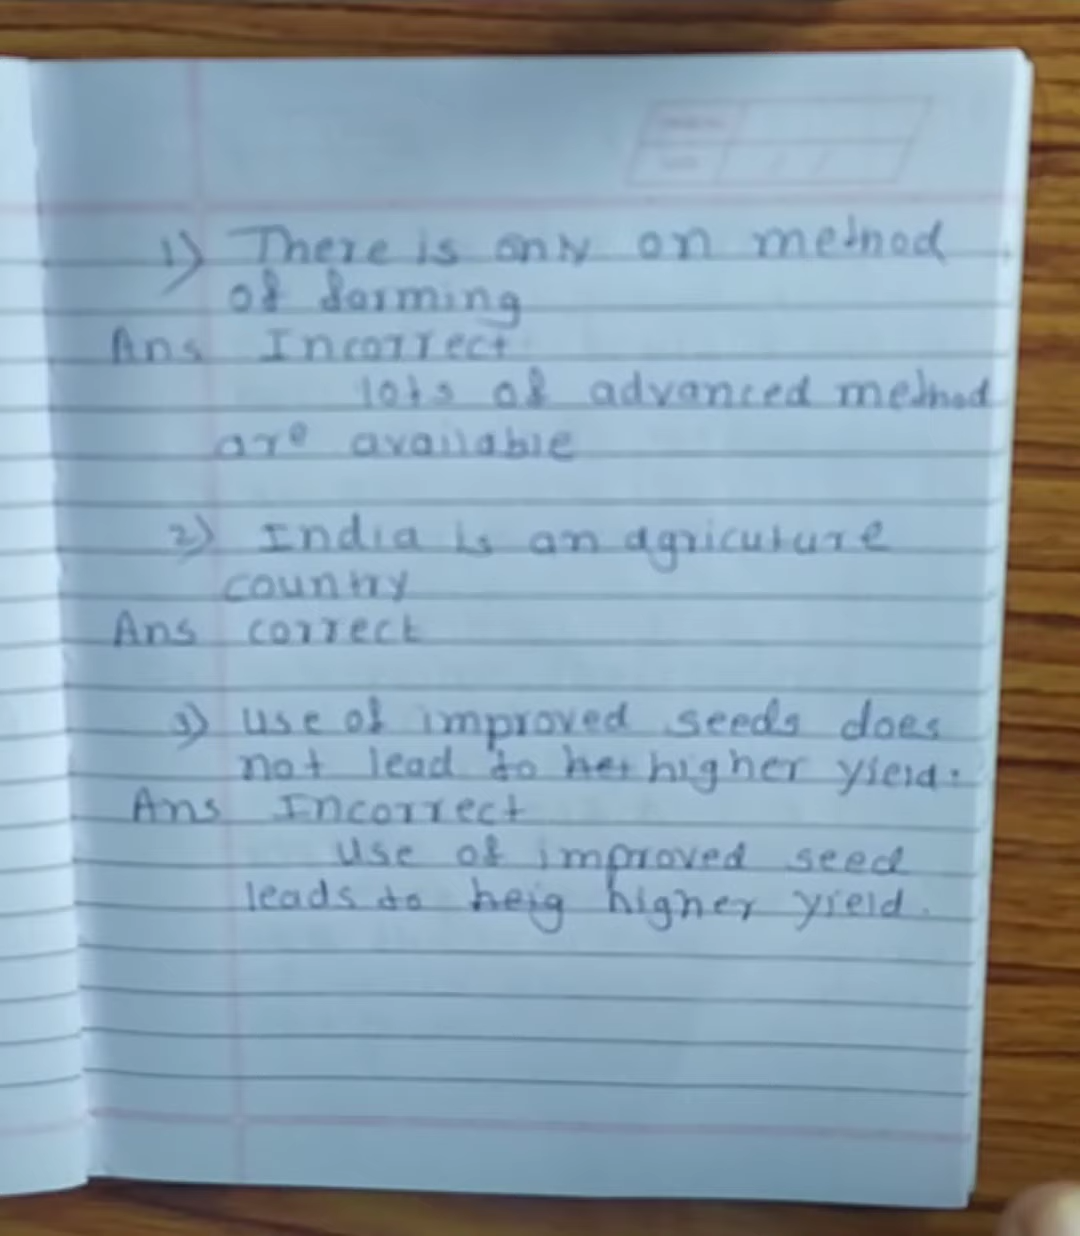 1) There is only on method
of farming
Ans Incorrect
lots of advanced method
are available
2) India is an agricuture
country
Ans correct
3) Use of improved seeds does
not lead to her higher yield.
Ans Incorrect
Use of improved seed
leads to heig higher yield.